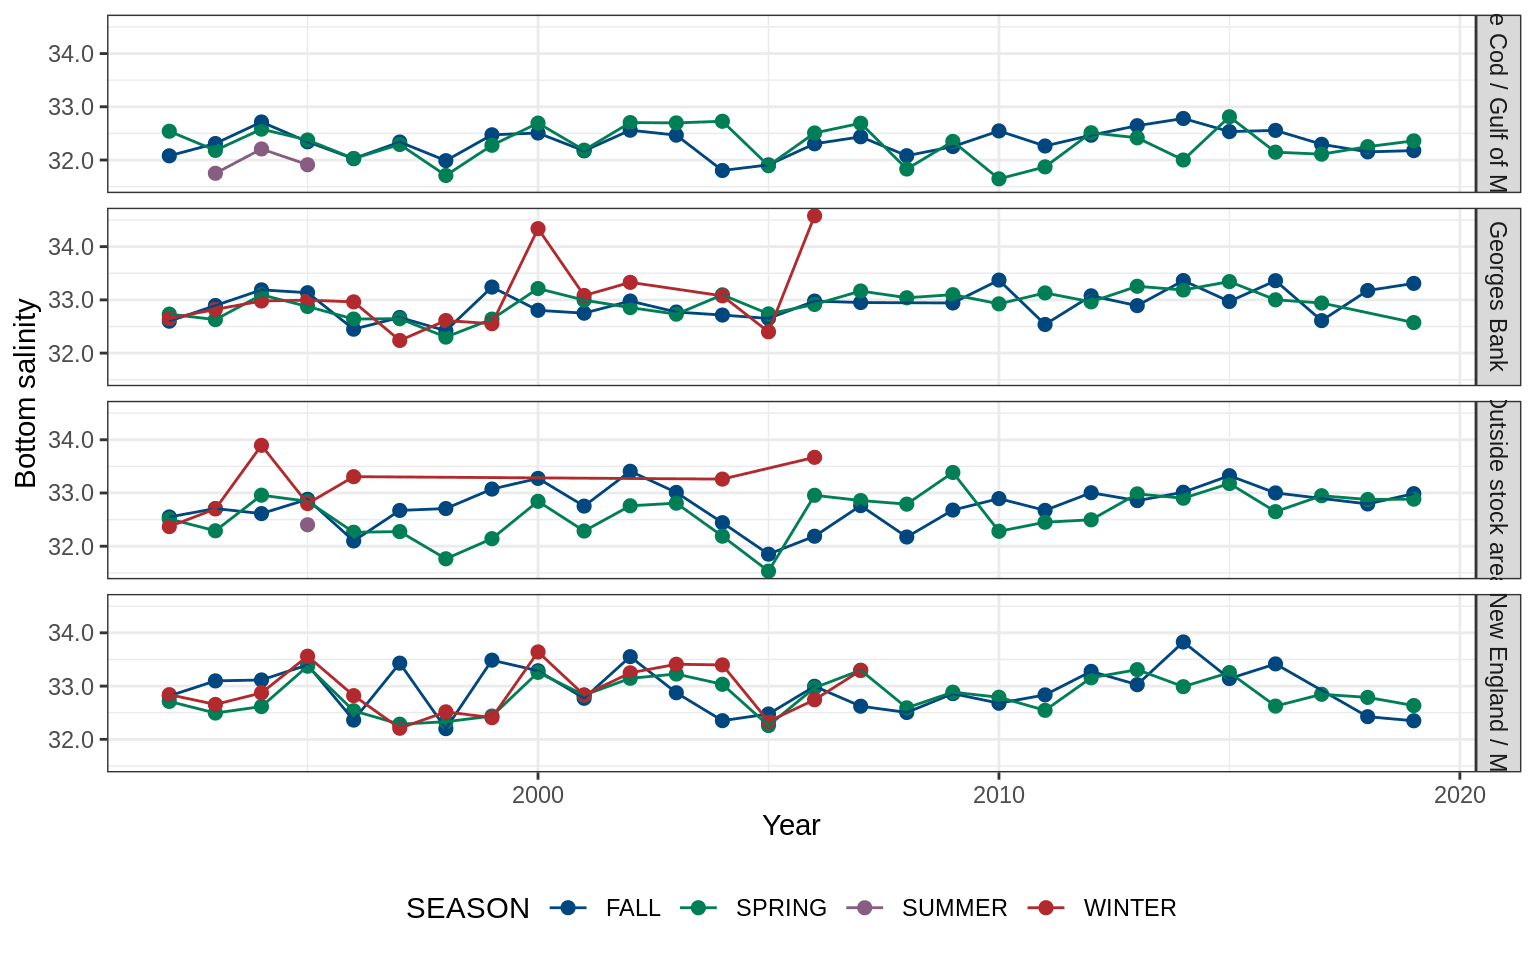 34.0
33.0
32.0
e Cod / Gulf of M
34.0
33.0
32.0
Georges Bank
34.0
33.0
32.0
Outside stock area
34.0
33.0
32.0
New England / M
Bottom salinity
2000 2010 2020
Year
SEASON FALL SPRING SUMMER WINTER